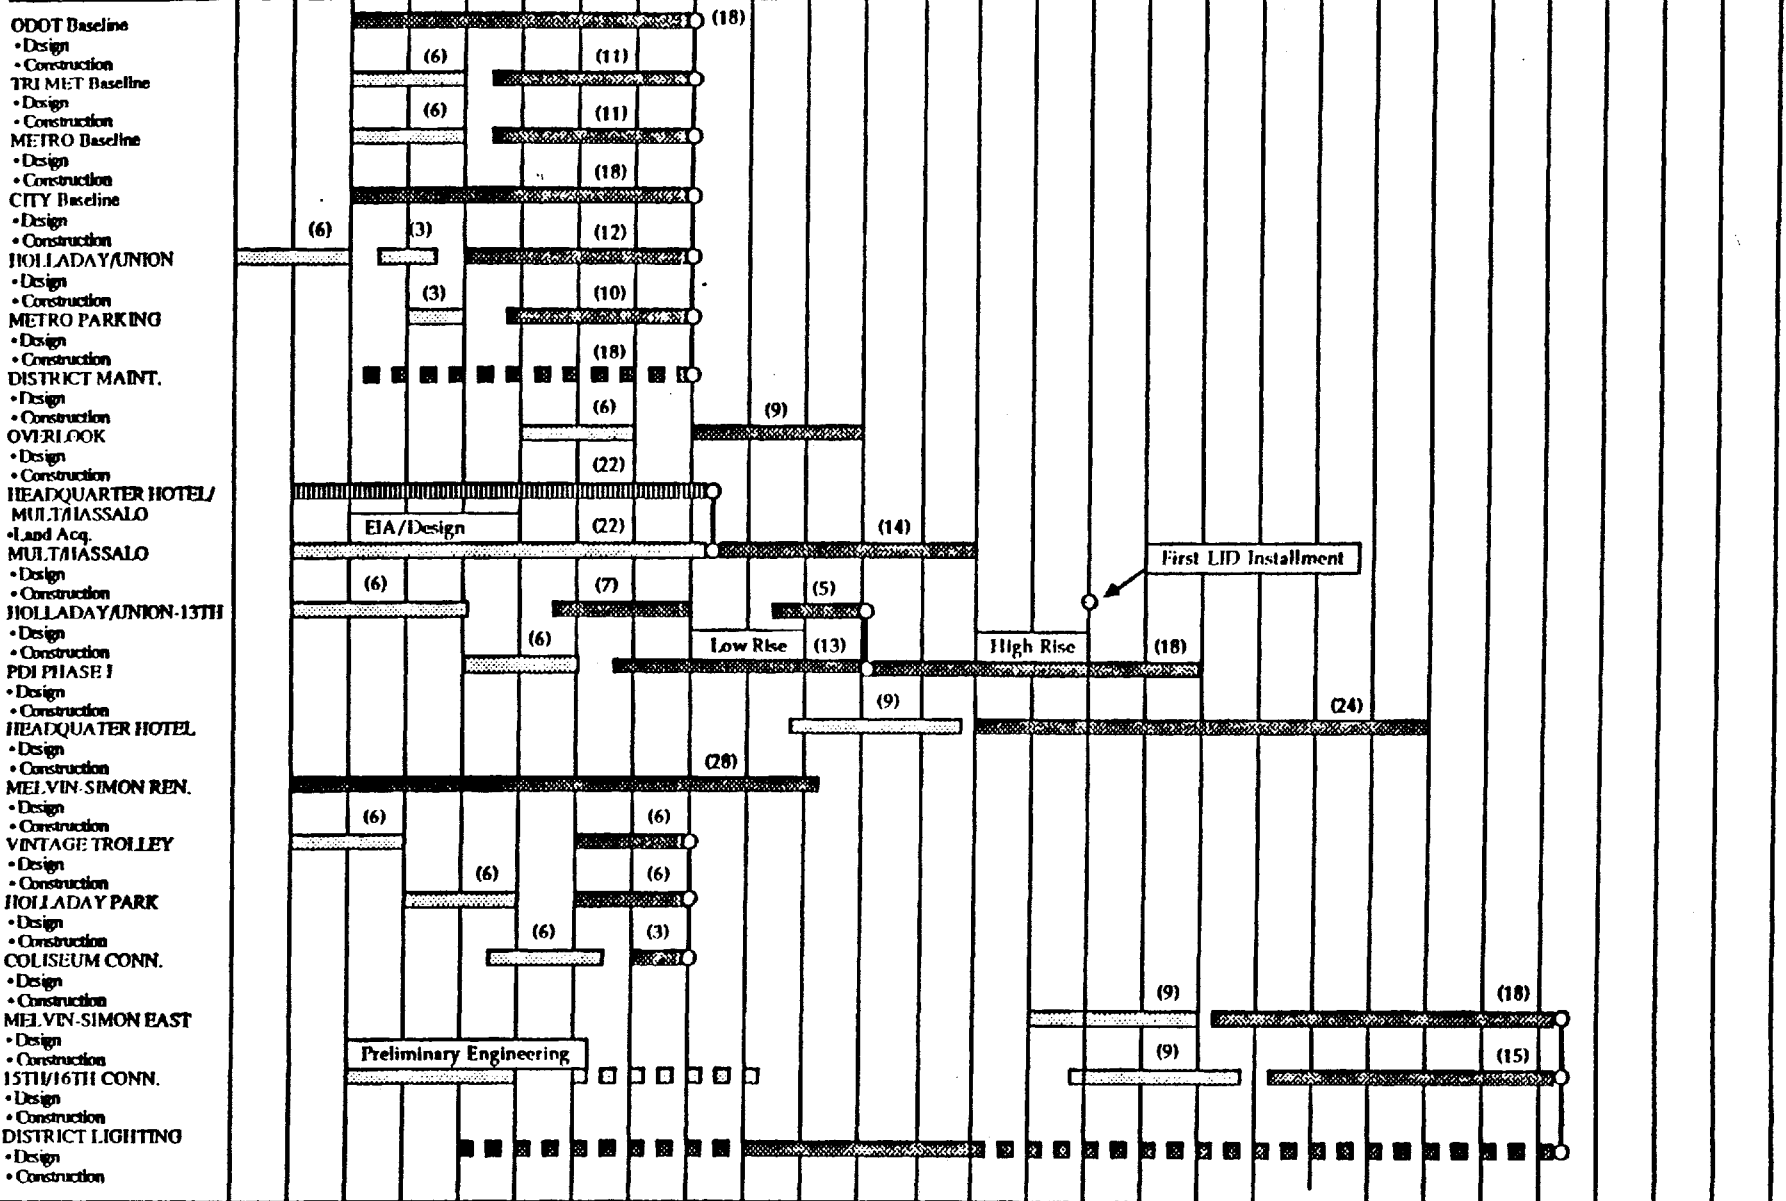 ODOT Baseline
(18)
• Design
• Construction
(6) (11)
TRI MET Baseline
• Design
• Construction
(6) (11)
METRO Baseline
• Design
• Construction
(18)
CITY Baseline
• Design
• Construction
(6) (3) (12)
HOLLADAY/UNION
• Design
• Construction
(3) (10)
METRO PARKING
• Design
• Construction
(18)
DISTRICT MAINT.
• Design
• Construction
(6) (9)
OVERLOOK
• Design
• Construction
(22)
HEADQUARTER HOTEL/
MULT/HASSALO
EIA/Design (22) (14)
•Land Acq.
MULT/HASSALO
First LID Installment
• Design
• Construction
(6) (7) (5)
HOLLADAY/UNION-13TH
• Design
• Construction
(6) Low Rise (13) High Rise (18)
PDI PHASE I
• Design
• Construction
(9) (24)
HEADQUATER HOTEL
• Design
• Construction
(28)
MELVIN-SIMON REN.
• Design
• Construction
(6) (6)
VINTAGE TROLLEY
• Design
• Construction
(6) (6)
HOLLADAY PARK
• Design
• Construction
(6) (3)
COLISEUM CONN.
• Design
• Construction
(9) (18)
MELVIN-SIMON EAST
• Design
• Construction
Preliminary Engineering (9) (15)
15TH/16TH CONN.
• Design
• Construction
DISTRICT LIGHTING
• Design
• Construction